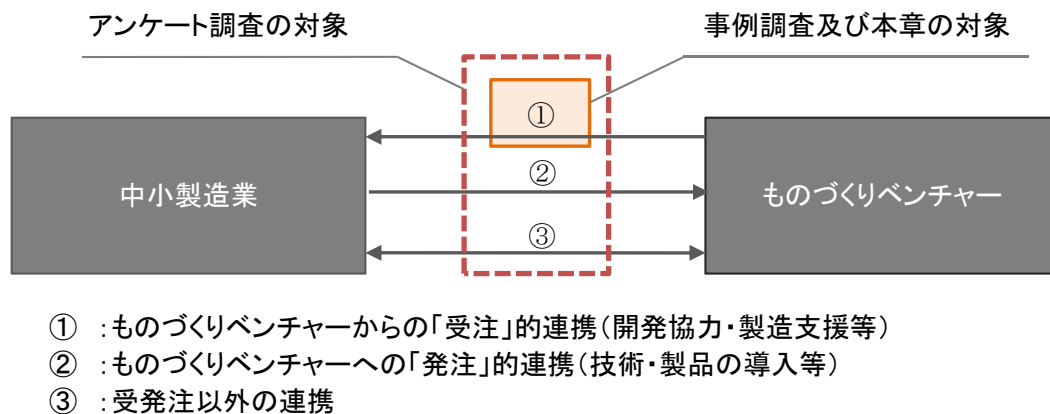 アンケート調査の対象
事例調査及び本章の対象
①
中小製造業
②
ものづくりベンチャー
③
① :ものづくりベンチャーからの「受注」的連携(開発協力・製造支援等)
② :ものづくりベンチャーへの「発注」的連携(技術・製品の導入等)
③ :受発注以外の連携